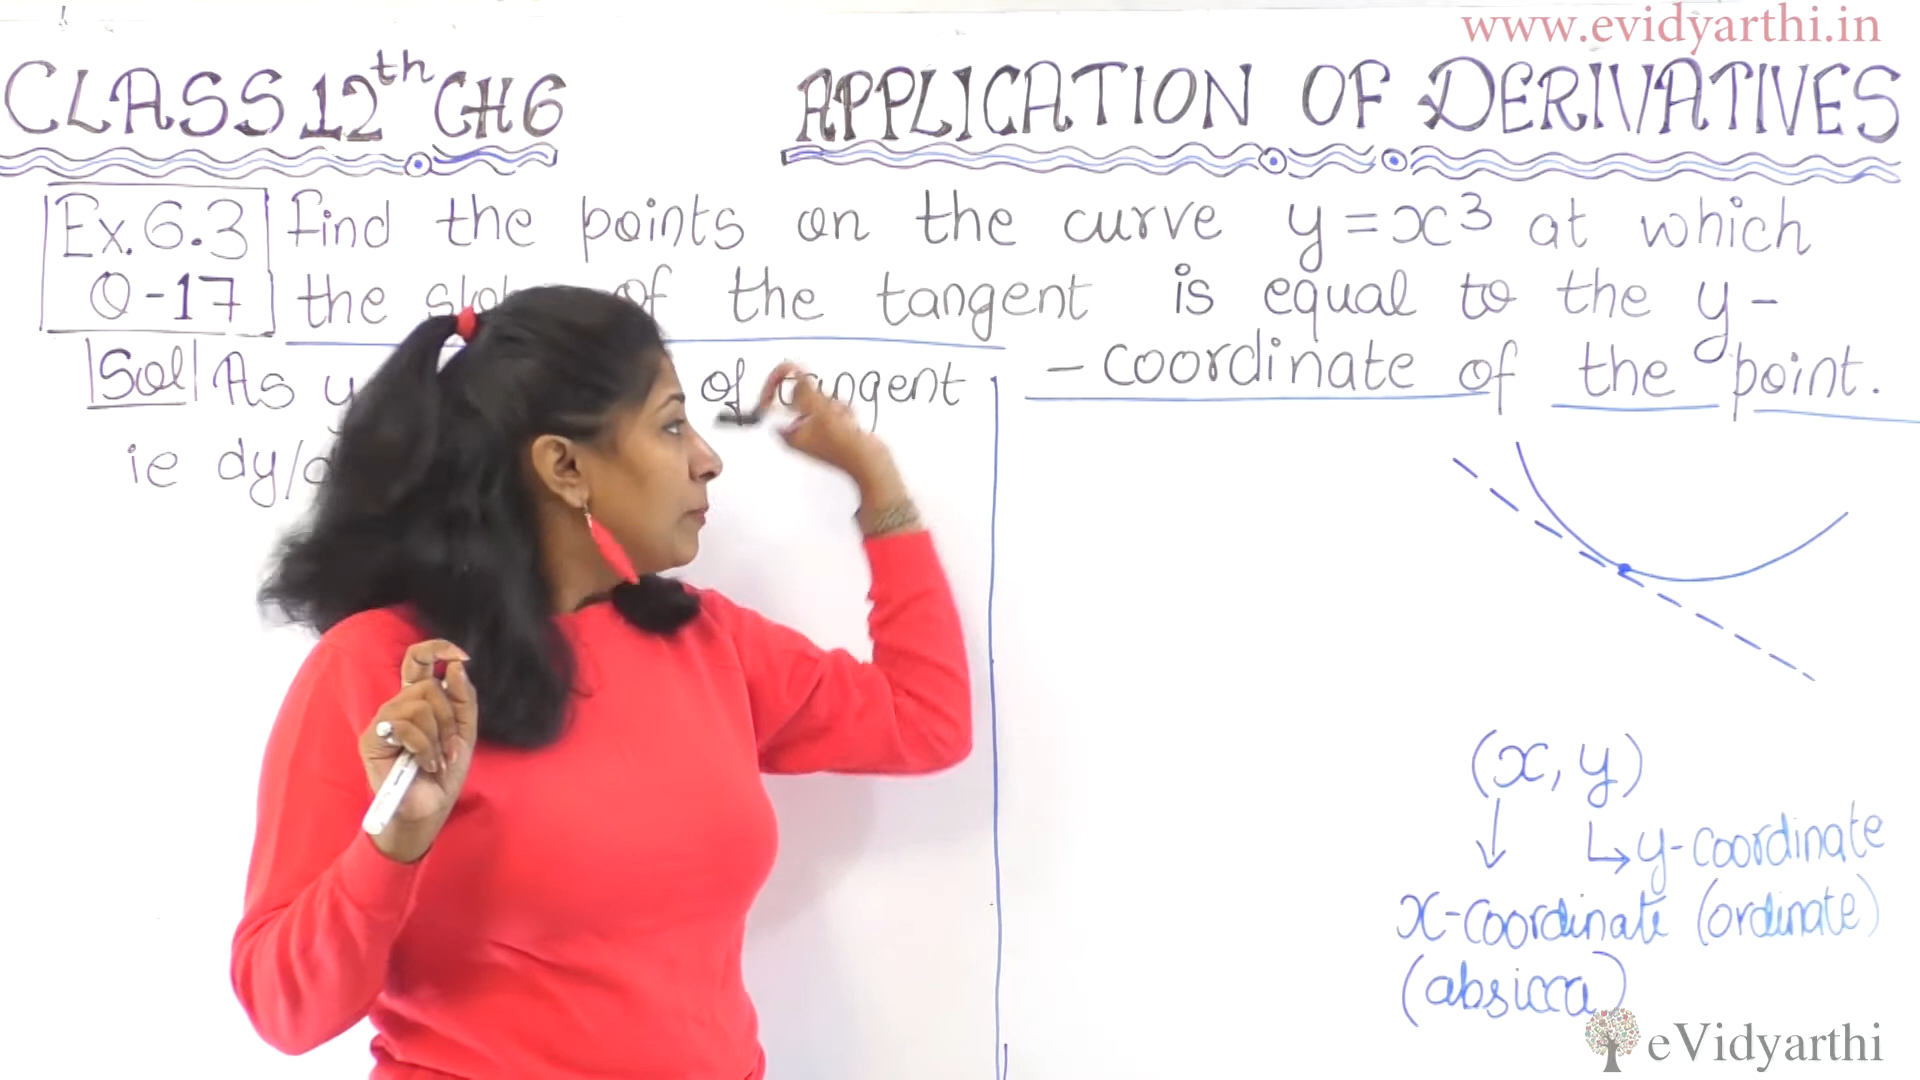 www.evidyarthi.in
CLASS 12th CH 6 APPLICATION OF DERIVATIVES
Ex. 6.3 Find the points on the curve y = x³ at which
Q-17 the of the tangent is equal to the y-
- coordinate of the point.
Sol As y of tangent
ie dy/
(x, y)
y-coordinate
x-coordinate (ordinate)
(absicca)
eVidyarthi